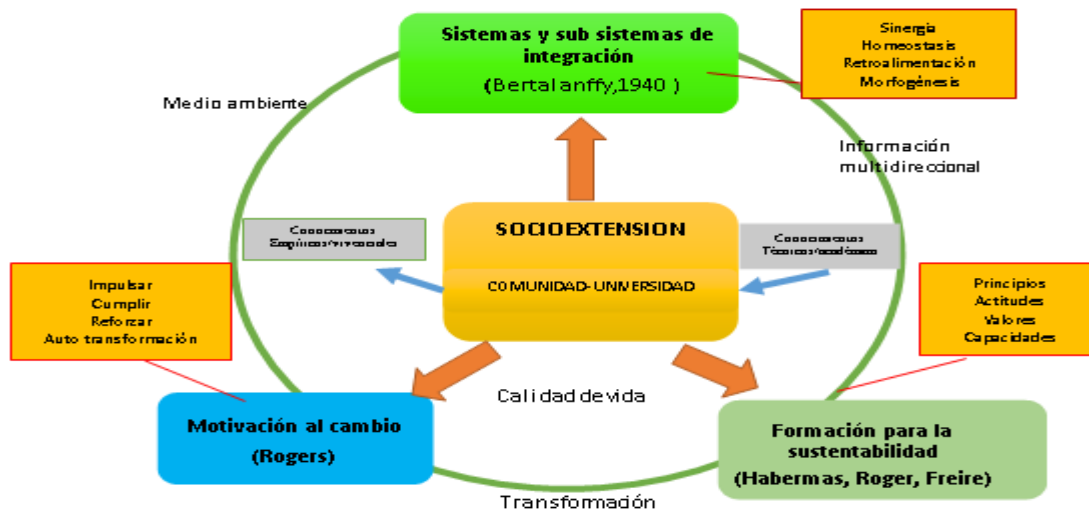 Sistemas y sub sistemas de
integración
(Bertalanffy,1940 )
Sinergia
Homeostasis
Retroalimentación
Morfogénesis
Medio ambiente
Información
multidireccional
SOCIOEXTENSION
COMUNIDAD-UNIVERSIDAD
Impulsar
Cumplir
Reforzar
Auto transformación
Principios
Actitudes
Valores
Capacidades
Calidad de vida
Motivación al cambio
(Rogers)
Formación para la
sustentabilidad
(Habermas, Roger, Freire)
Transformación